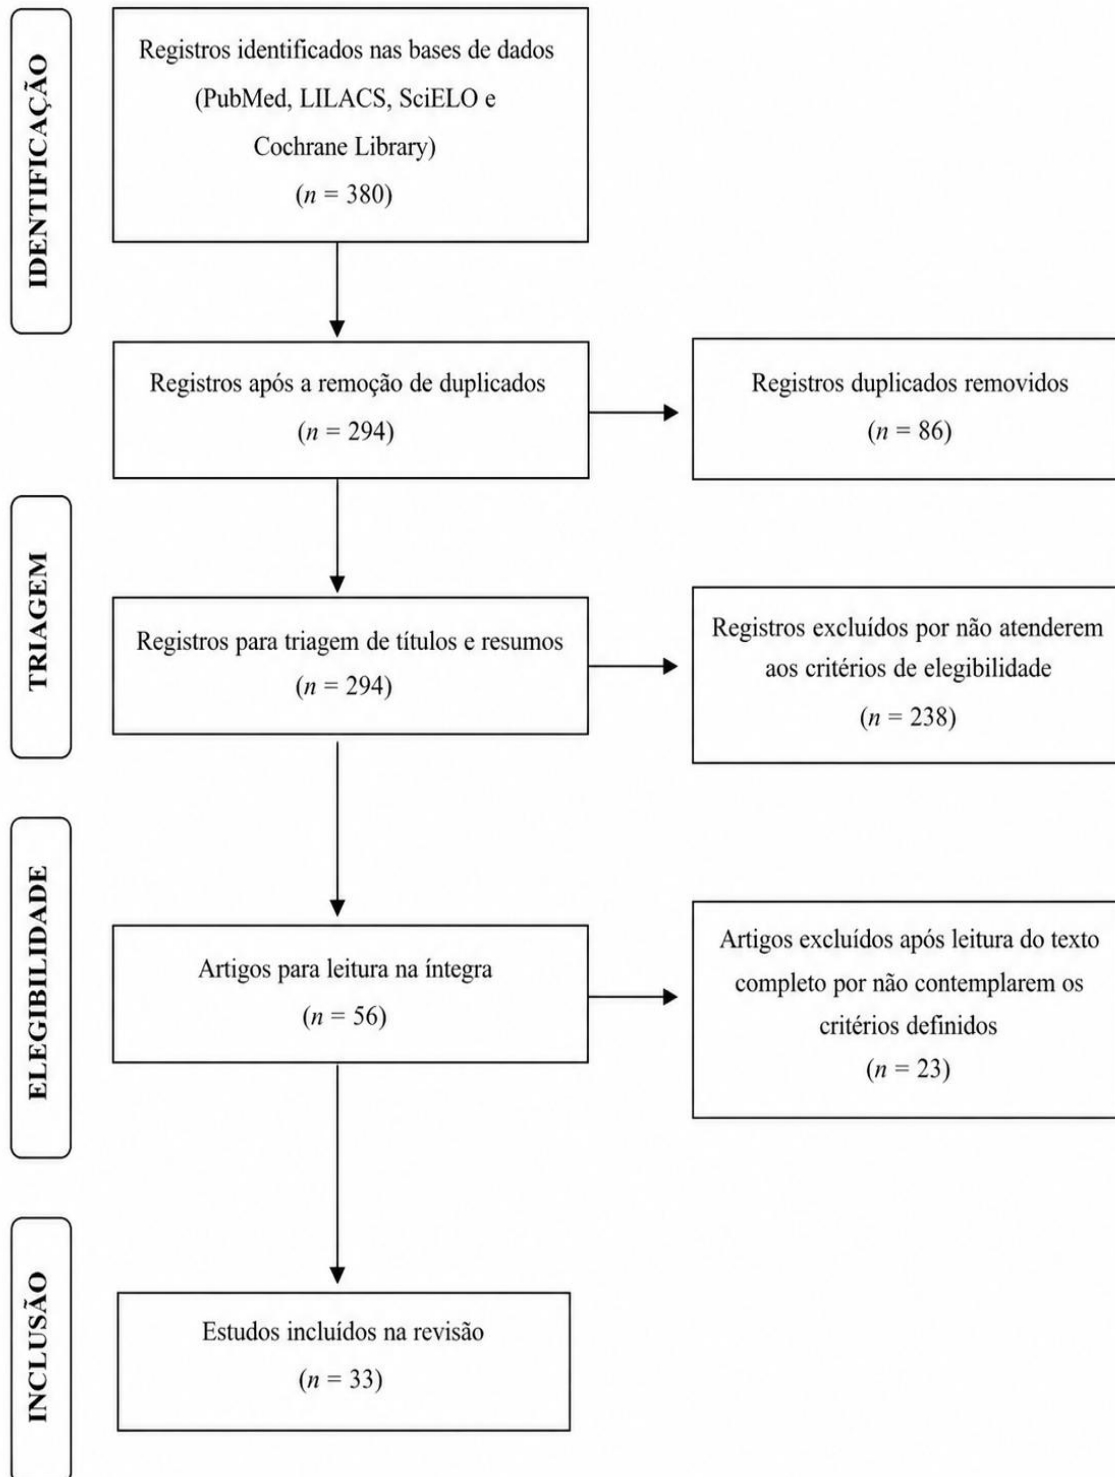 IDENTIFICAÇÃO
Registros identificados nas bases de dados
(PubMed, LILACS, SciELO e
Cochrane Library)
(n = 380)
Registros após a remoção de duplicados
(n = 294)
Registros duplicados removidos
(n = 86)
TRIAGEM
Registros para triagem de títulos e resumos
(n = 294)
Registros excluídos por não atenderem
aos critérios de elegibilidade
(n = 238)
ELEGIBILIDADE
Artigos para leitura na íntegra
(n = 56)
Artigos excluídos após leitura do texto
completo por não contemplarem os
critérios definidos
(n = 23)
INCLUSÃO
Estudos incluídos na revisão
(n = 33)